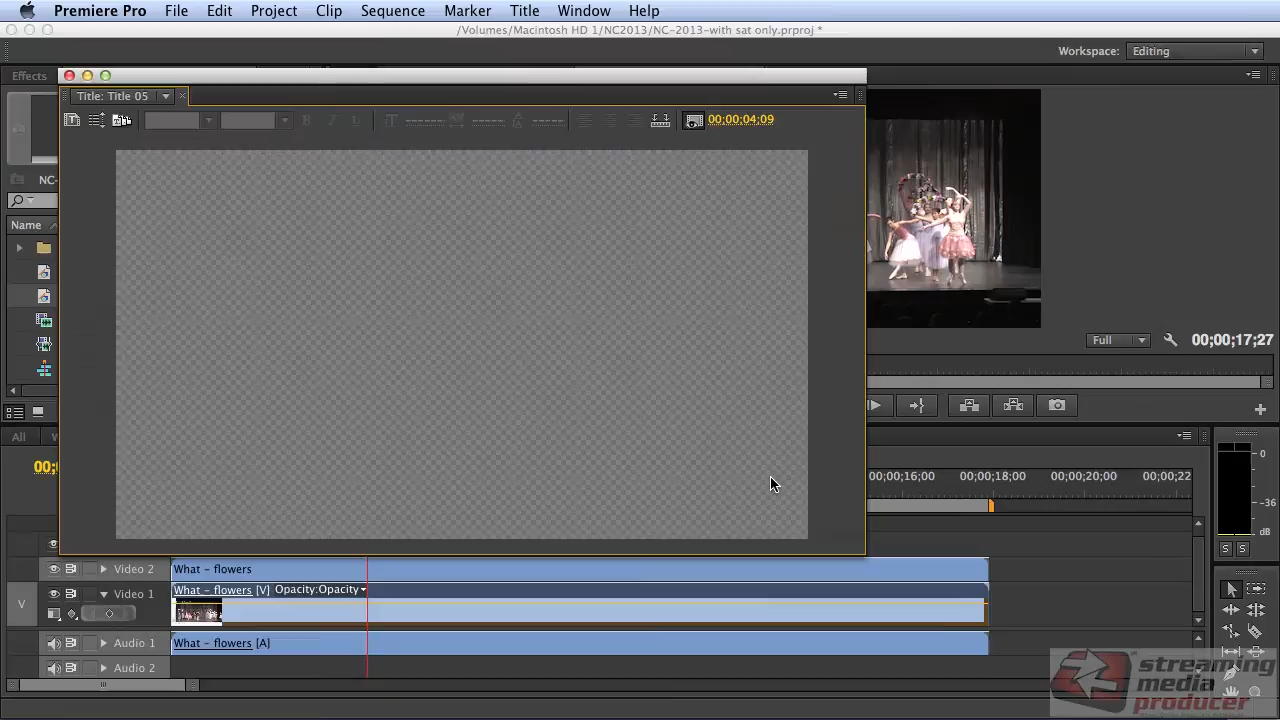 Premiere Pro File Edit Project Clip Sequence Marker Title Window Help
/Volumes/Macintosh HD 1/NC2013/NC-2013-with sat only.prproj *
Workspace: Editing
Effects
Title: Title 05
B I U
00:00:04;09
NC-
Name
Full
00;00;17;27
All
00;
00;00;16;00 00;00;18;00 00;00;20;00 00;00;22
0
-36
dB
S S
Video 2 What - flowers
V
Video 1 What - flowers [V] Opacity:Opacity
Audio 1 What - flowers [A]
Audio 2
streaming
media
producer